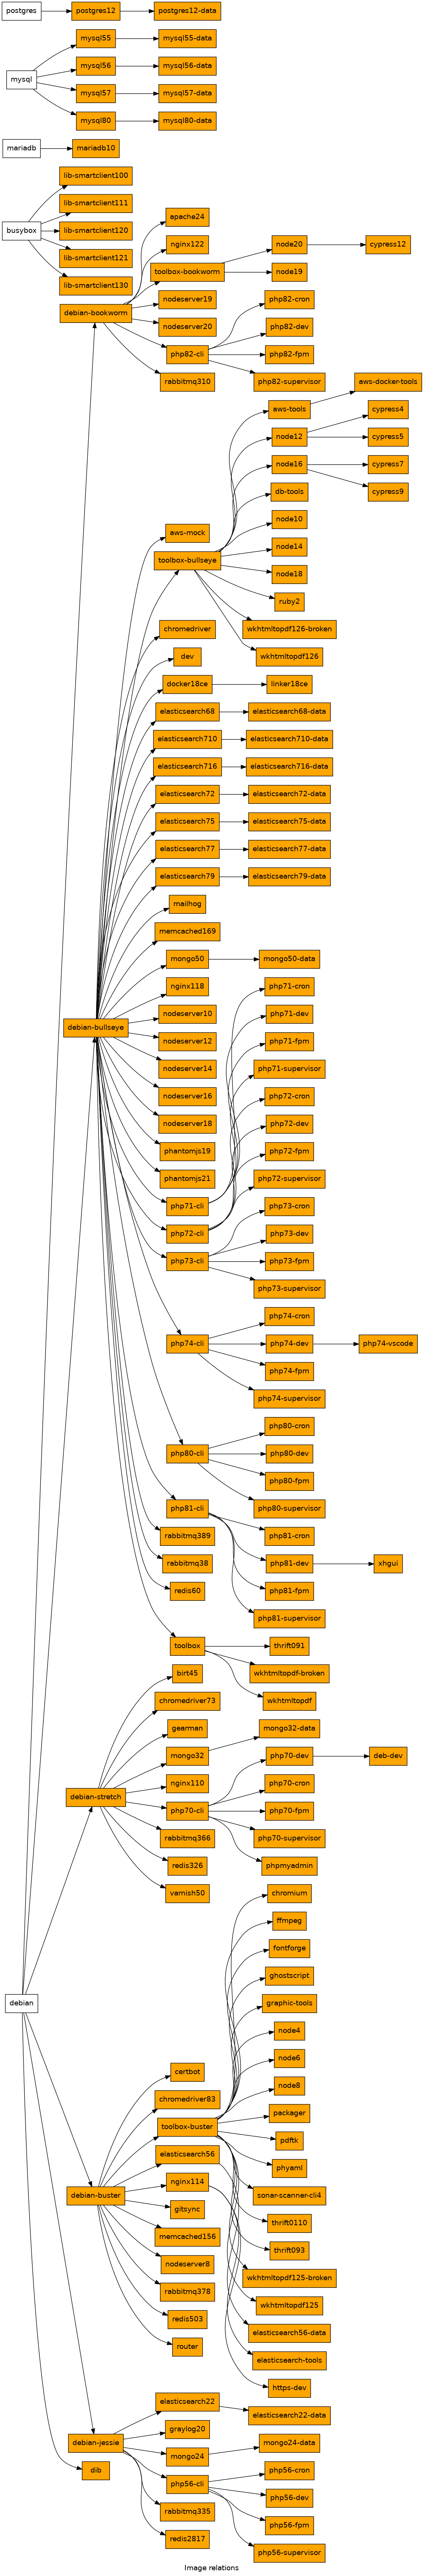 postgres
postgres12
postgres12-data
mysql
mysql55
mysql55-data
mysql56
mysql56-data
mysql57
mysql57-data
mysql80
mysql80-data
mariadb
mariadb10
busybox
lib-smartclient100
lib-smartclient111
lib-smartclient120
lib-smartclient121
lib-smartclient130
debian-bookworm
apache24
nginx122
toolbox-bookworm
node20
cypress12
node19
nodeserver19
nodeserver20
php82-cli
php82-cron
php82-dev
php82-fpm
php82-supervisor
rabbitmq310
aws-tools
aws-docker-tools
node12
cypress4
cypress5
node16
cypress7
cypress9
db-tools
node10
aws-mock
node14
toolbox-bullseye
node18
ruby2
chromedriver
wkhtmltopdf126-broken
dev
wkhtmltopdf126
docker18ce
linker18ce
elasticsearch68
elasticsearch68-data
elasticsearch710
elasticsearch710-data
elasticsearch716
elasticsearch716-data
elasticsearch72
elasticsearch72-data
elasticsearch75
elasticsearch75-data
elasticsearch77
elasticsearch77-data
elasticsearch79
elasticsearch79-data
mailhog
memcached169
mongo50
mongo50-data
nginx118
php71-cron
debian-bullseye
nodeserver10
php71-dev
nodeserver12
php71-fpm
nodeserver14
php71-supervisor
nodeserver16
php72-cron
nodeserver18
php72-dev
phantomjs19
php72-fpm
phantomjs21
php72-supervisor
php71-cli
php73-cron
php72-cli
php73-dev
php73-cli
php73-fpm
php73-supervisor
php74-cron
php74-cli
php74-dev
php74-vscode
php74-fpm
php74-supervisor
php80-cron
php80-cli
php80-dev
php80-fpm
php80-supervisor
php81-cli
php81-cron
rabbitmq389
php81-dev
xhgui
rabbitmq38
php81-fpm
redis60
php81-supervisor
toolbox
thrift091
wkhtmltopdf-broken
wkhtmltopdf
birt45
chromedriver73
gearman
mongo32-data
mongo32
php70-dev
deb-dev
debian-stretch
nginx110
php70-cron
php70-cli
php70-fpm
rabbitmq366
php70-supervisor
redis326
phpmyadmin
varnish50
chromium
ffmpeg
fontforge
ghostscript
debian
graphic-tools
node4
node6
certbot
node8
chromedriver83
packager
toolbox-buster
pdftk
elasticsearch56
phyaml
debian-buster
nginx114
sonar-scanner-cli4
gitsync
thrift0110
memcached156
thrift093
nodeserver8
wkhtmltopdf125-broken
rabbitmq378
wkhtmltopdf125
redis503
elasticsearch56-data
router
elasticsearch-tools
https-dev
elasticsearch22
elasticsearch22-data
debian-jessie
graylog20
mongo24-data
mongo24
dib
php56-cron
php56-cli
php56-dev
rabbitmq335
php56-fpm
redis2817
php56-supervisor
Image relations